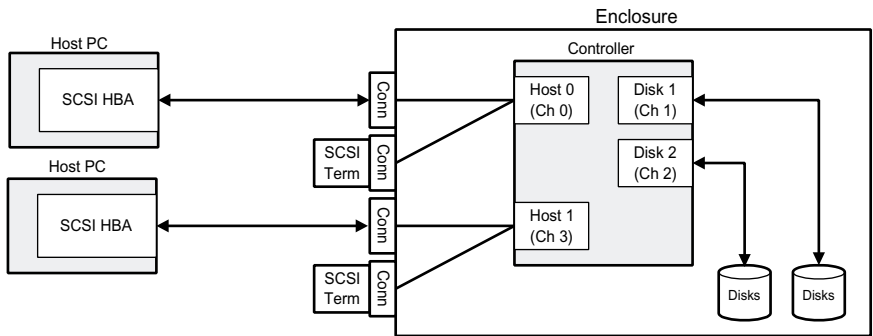 Enclosure
Host PC
Controller
SCSI HBA
Conn
Host 0
(Ch 0)
Disk 1
(Ch 1)
SCSI
Term
Conn
Disk 2
(Ch 2)
Host PC
SCSI HBA
Conn
Host 1
(Ch 3)
SCSI
Term
Conn
Disks
Disks